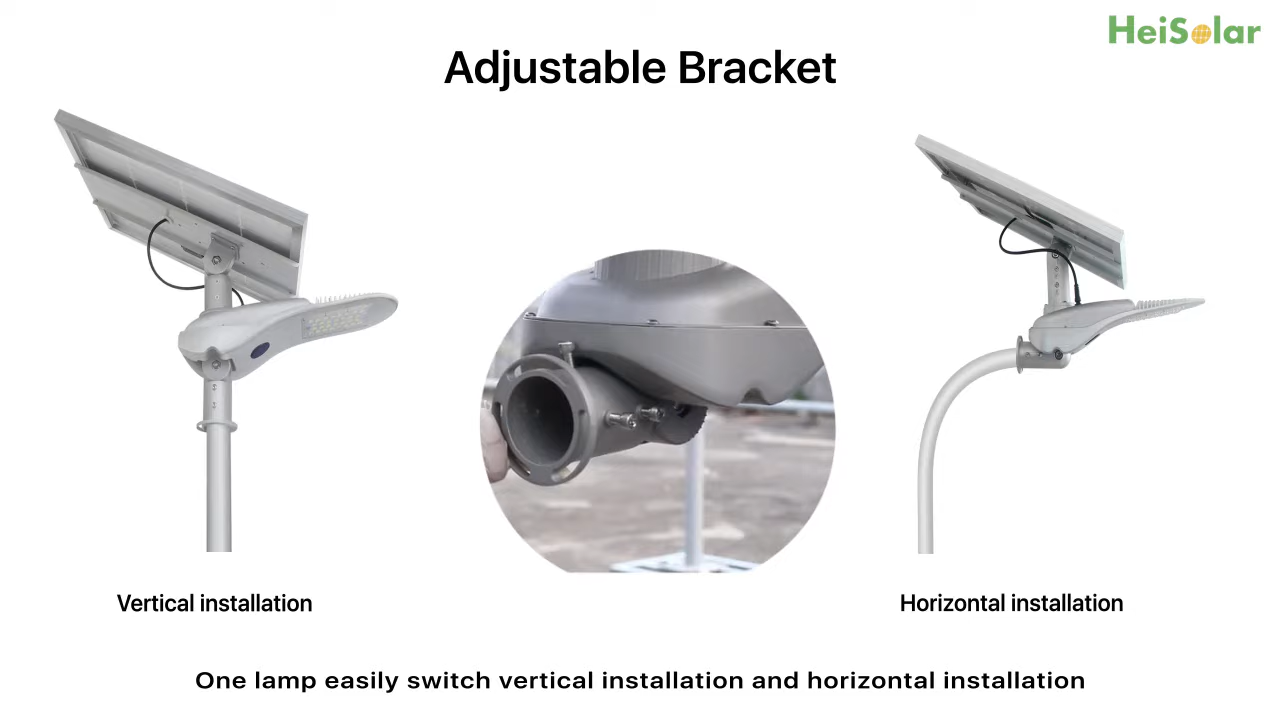 HeiSolar
Adjustable Bracket
Vertical installation
Horizontal installation
One lamp easily switch vertical installation and horizontal installation